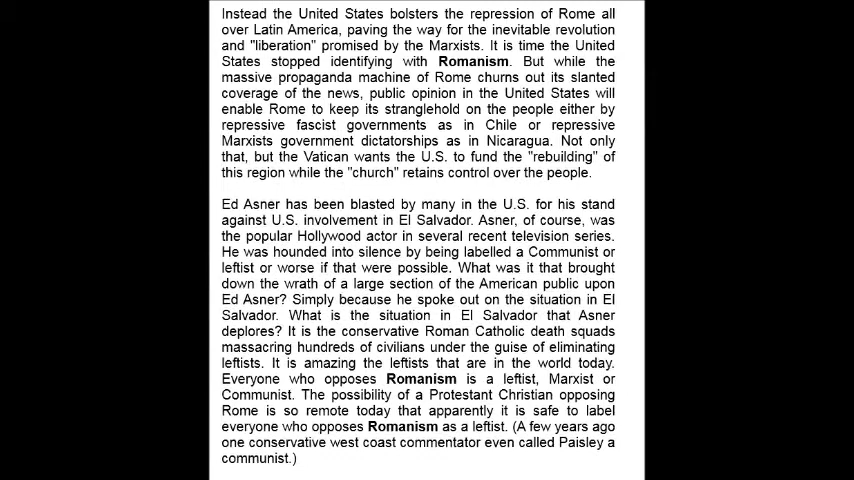 Instead the United States bolsters the repression of Rome all
over Latin America, paving the way for the inevitable revolution
and "liberation" promised by the Marxists. It is time the United
States stopped identifying with Romanism. But while the
massive propaganda machine of Rome churns out its slanted
coverage of the news, public opinion in the United States will
enable Rome to keep its stranglehold on the people either by
repressive fascist governments as in Chile or repressive
Marxists government dictatorships as in Nicaragua. Not only
that, but the Vatican wants the U.S. to fund the "rebuilding" of
this region while the "church" retains control over the people.
Ed Asner has been blasted by many in the U.S. for his stand
against U.S. involvement in El Salvador. Asner, of course, was
the popular Hollywood actor in several recent television series.
He was hounded into silence by being labelled a Communist or
leftist or worse if that were possible. What was it that brought
down the wrath of a large section of the American public upon
Ed Asner? Simply because he spoke out on the situation in El
Salvador. What is the situation in El Salvador that Asner
deplores? It is the conservative Roman Catholic death squads
massacring hundreds of civilians under the guise of eliminating
leftists. It is amazing the leftists that are in the world today.
Everyone who opposes Romanism is a leftist, Marxist or
Communist. The possibility of a Protestant Christian opposing
Rome is so remote today that apparently it is safe to label
everyone who opposes Romanism as a leftist. (A few years ago
one conservative west coast commentator even called Paisley a
communist.)